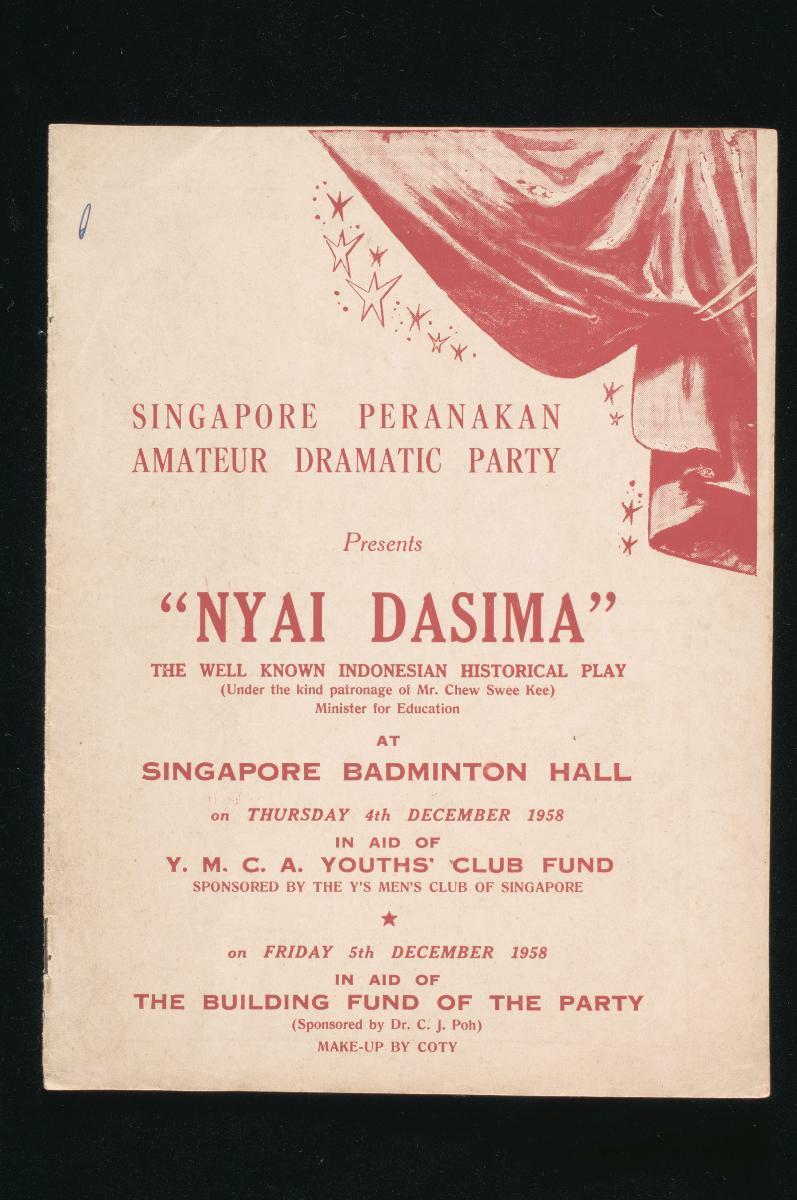 SINGAPORE PERANAKAN
AMATEUR DRAMATIC PARTY
Presents
“NYAI DASIMA”
THE WELL KNOWN INDONESIAN HISTORICAL PLAY
(Under the kind patronage of Mr. Chew Swee Kee)
Minister for Education
AT
SINGAPORE BADMINTON HALL
on THURSDAY 4th DECEMBER 1958
IN AID OF
Y. M. C. A. YOUTHS' CLUB FUND
SPONSORED BY THE Y'S MEN'S CLUB OF SINGAPORE
on FRIDAY 5th DECEMBER 1958
IN AID OF
THE BUILDING FUND OF THE PARTY
(Sponsored by Dr. C. J. Poh)
MAKE-UP BY COTY